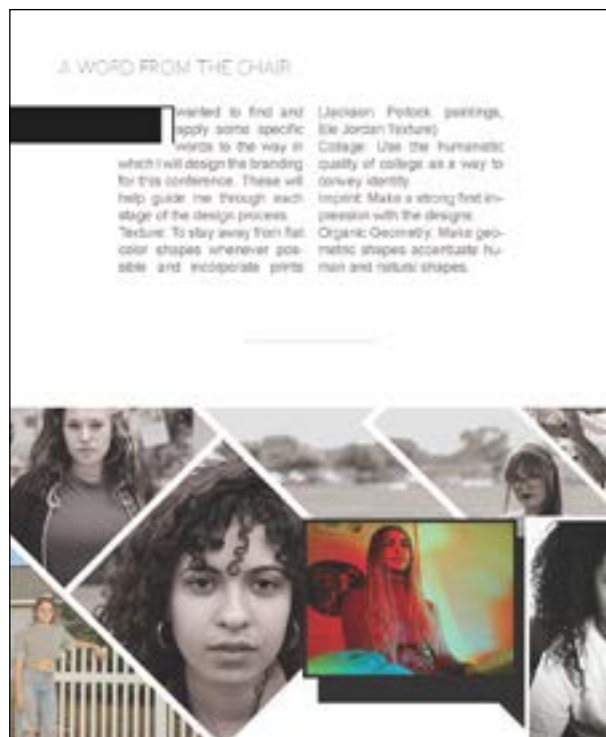 A WORD FROM THE CHAIR
I wanted to find and
apply some specific
words to the way in
which I will design the branding
for this conference. These will
help guide me through each
stage of the design process.
Texture: To stay away from flat
color shapes whenever pos-
sible and incorporate prints
(Jackson Pollock paintings,
Jordan Texture)
Collage: Use the humanistic
quality of collage as a way to
convey identity.
Imprint: Make a strong first im-
pression with the designs.
Organic Geometry: Make geo-
metric shapes accentuate hu-
man and natural shapes.